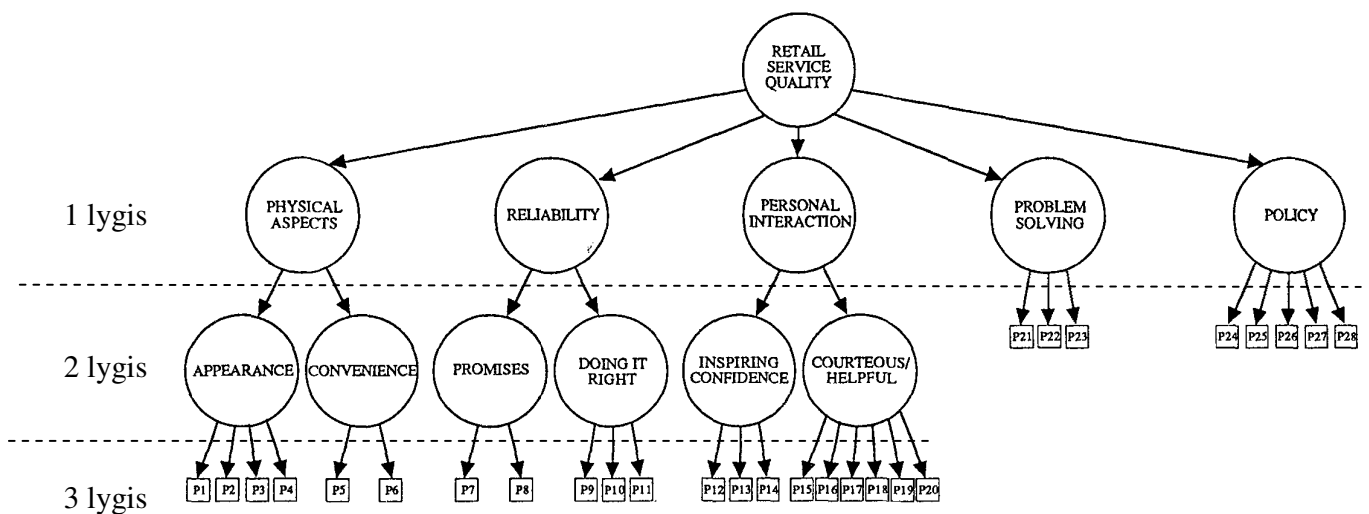 RETAIL
SERVICE
QUALITY
1 lygis
PHYSICAL
ASPECTS
RELIABILITY
PERSONAL
INTERACTION
PROBLEM
SOLVING
POLICY
2 lygis
APPEARANCE
CONVENIENCE
PROMISES
DOING IT
RIGHT
INSPIRING
CONFIDENCE
COURTEOUS/
HELPFUL
P21 P22 P23
P24 P25 P26 P27 P28
3 lygis
P1 P2 P3 P4
P5 P6
P7 P8
P9 P10 P11
P12 P13 P14
P15 P16 P17 P18 P19 P20